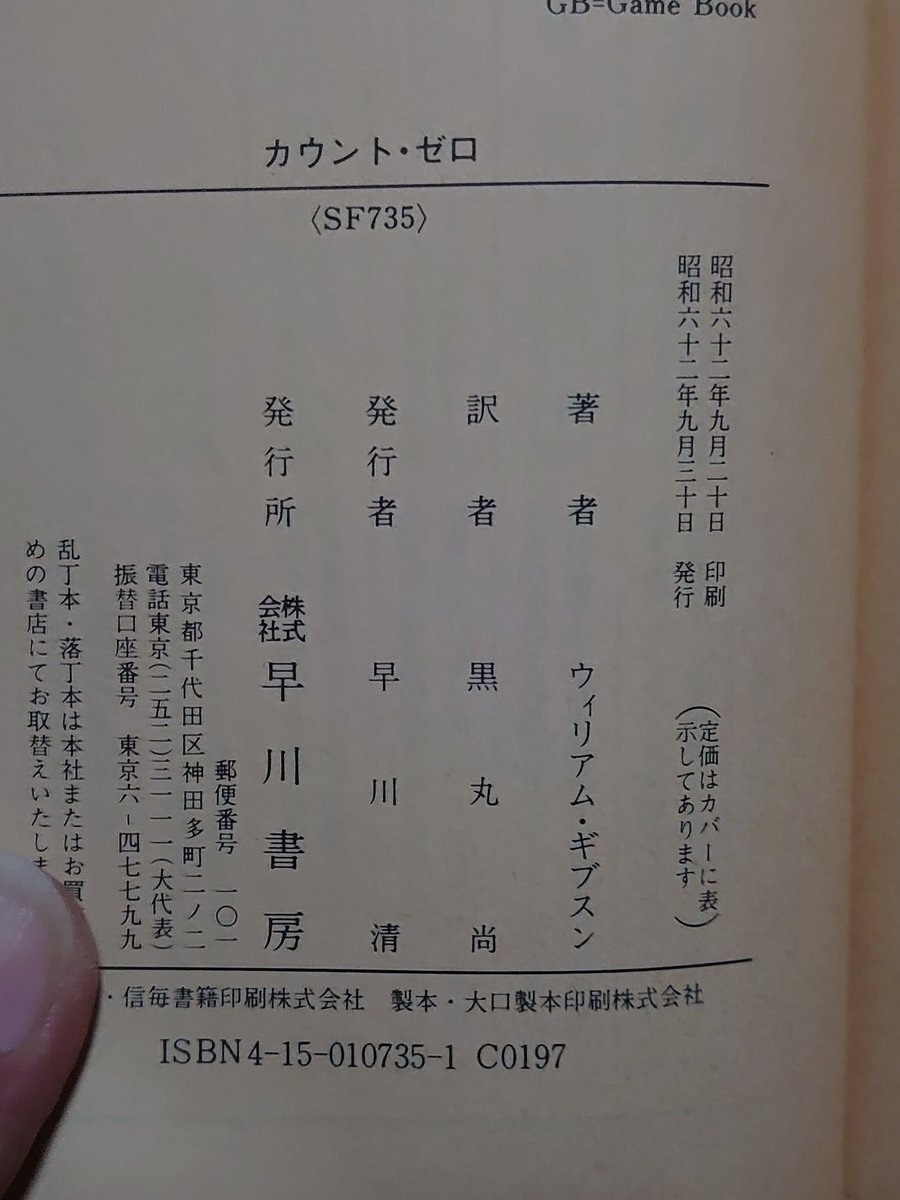 GB=Game Book
カウント・ゼロ
〈SF735〉
昭和六十二年九月二十日 印刷
昭和六十二年九月三十日 発行
（定価はカバーに表示してあります）
著者 ウィリアム・ギブスン
訳者 黒丸尚
発行者 早川清
発行所 株式会社 早川書房
郵便番号 一〇一
東京都千代田区神田多町二ノ二
電話東京（二五二）三一一一（大代表）
振替口座番号 東京六-四七七九九
乱丁本・落丁本は本社またはお買
めの書店にてお取替えいたしま
・信毎書籍印刷株式会社 製本・大口製本印刷株式会社
ISBN4-15-010735-1 C0197